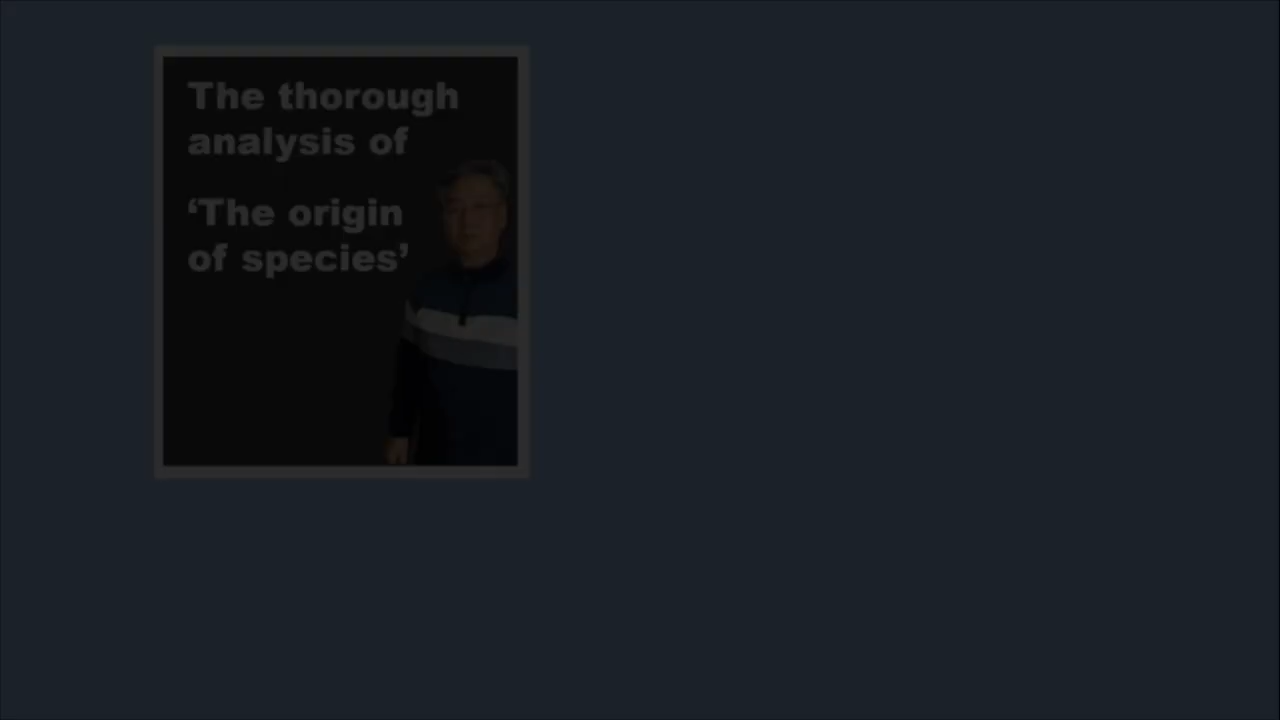 The thorough
analysis of
‘The origin
of species’